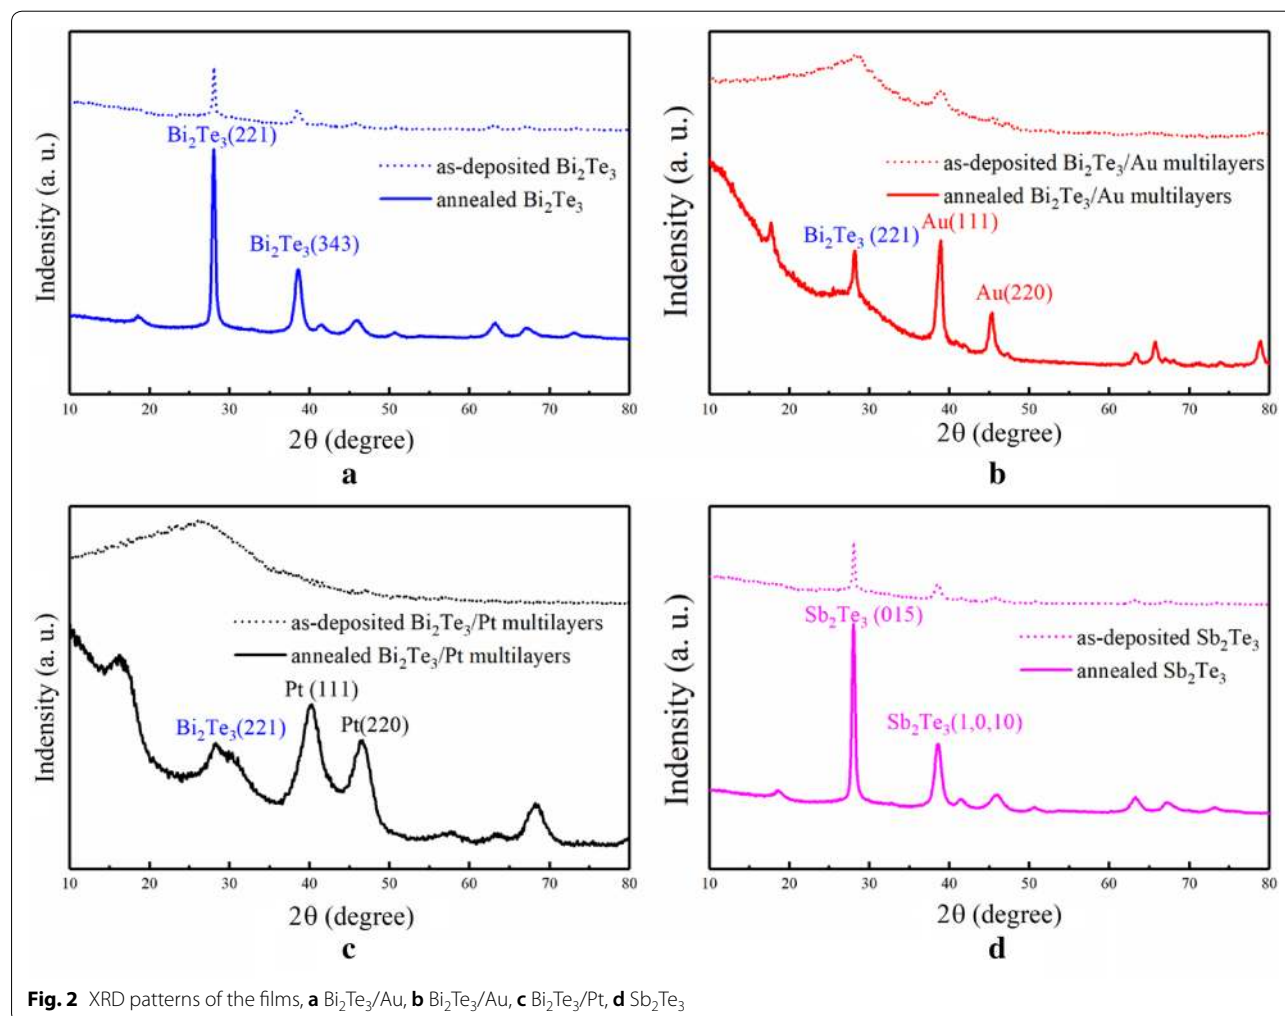 Indensity (a. u.)
Bi₂Te₃(221)
as-deposited Bi₂Te₃
annealed Bi₂Te₃
Bi₂Te₃(343)
10 20 30 40 50 60 70 80
2θ (degree)
a
Indensity (a. u.)
as-deposited Bi₂Te₃/Au multilayers
annealed Bi₂Te₃/Au multilayers
Bi₂Te₃ (221)
Au(111)
Au(220)
10 20 30 40 50 60 70 80
2θ (degree)
b
Indensity (a. u.)
as-deposited Bi₂Te₃/Pt multilayers
annealed Bi₂Te₃/Pt multilayers
Pt (111)
Bi₂Te₃(221)
Pt(220)
10 20 30 40 50 60 70 80
2θ (degree)
c
Indensity (a. u.)
Sb₂Te₃ (015)
as-deposited Sb₂Te₃
annealed Sb₂Te₃
Sb₂Te₃(1,0,10)
10 20 30 40 50 60 70 80
2θ (degree)
d
Fig. 2 XRD patterns of the films, a Bi₂Te₃/Au, b Bi₂Te₃/Au, c Bi₂Te₃/Pt, d Sb₂Te₃